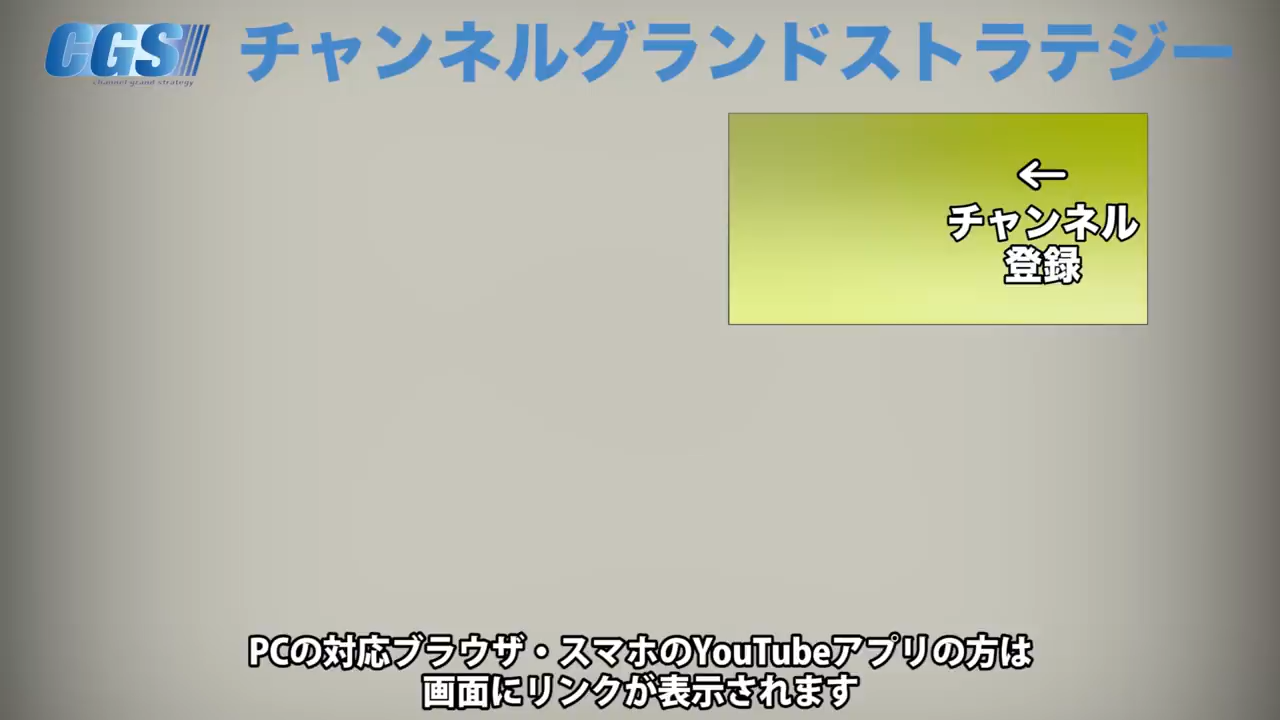 CGS
channel grand strategy
チャンネルグランドストラテジー
←
チャンネル
登録
PCの対応ブラウザ・スマホのYouTubeアプリの方は
画面にリンクが表示されます